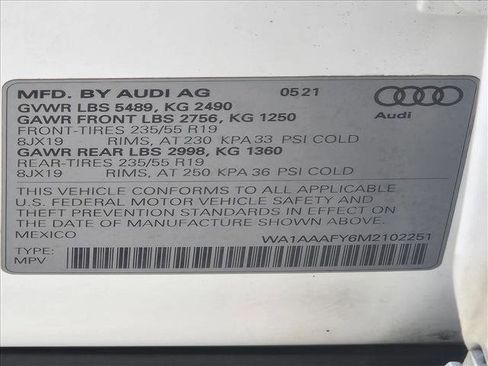 MFD. BY AUDI AG 05 21
GVWR LBS 5489, KG 2490
GAWR FRONT LBS 2756, KG 1250
FRONT-TIRES 235/55 R19
8JX19 RIMS, AT 230 KPA 33 PSI COLD
GAWR REAR LBS 2998, KG 1360
REAR-TIRES 235/55 R19
8JX19 RIMS, AT 250 KPA 36 PSI COLD
Audi
THIS VEHICLE CONFORMS TO ALL APPLICABLE
U.S. FEDERAL MOTOR VEHICLE SAFETY AND
THEFT PREVENTION STANDARDS IN EFFECT ON
THE DATE OF MANUFACTURE SHOWN ABOVE.
MEXICO WA1AAAFY6M2102251
TYPE:
MPV